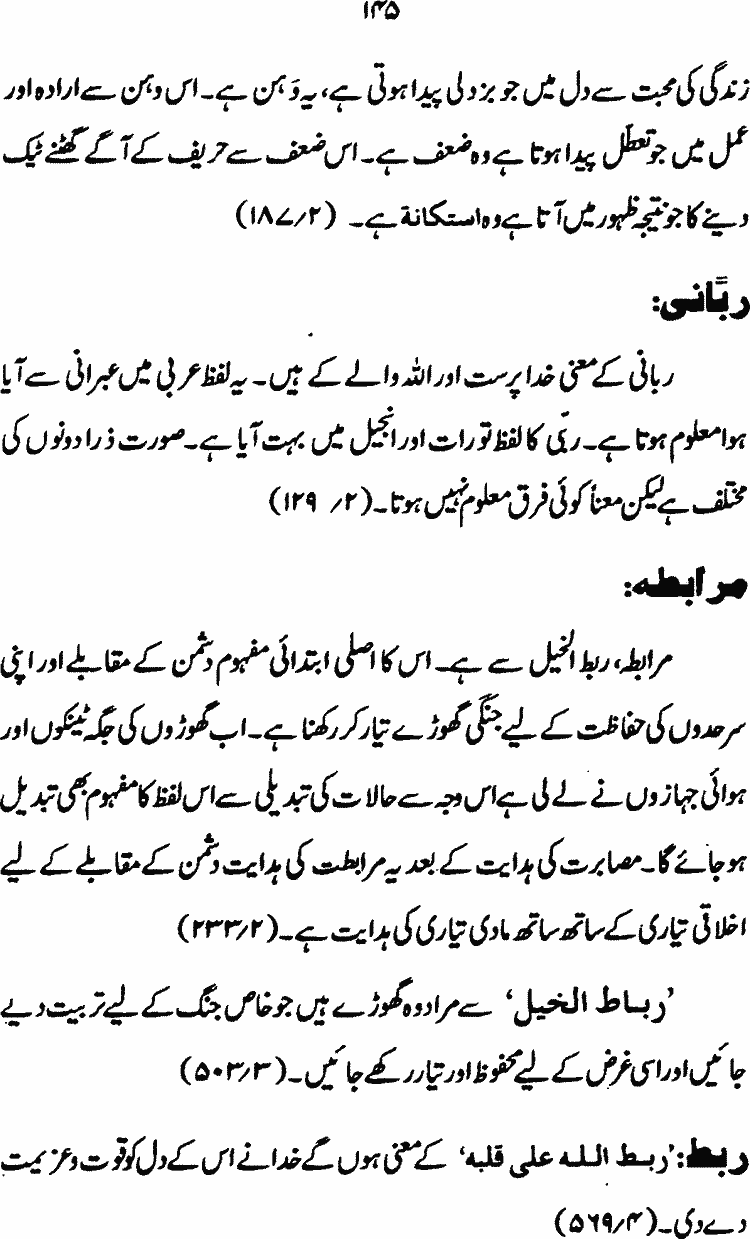 ۱۴۵
زندگی کی محبت سے دل میں جو بزدلی پیدا ہوتی ہے، یہ وَہن ہے۔ اس وہن سے ارادہ اور
عمل میں جو تعطّل پیدا ہوتا ہے وہ ضعف ہے۔ اس ضعف سے حریف کے آگے گھٹنے ٹیک
دینے کا جو نتیجہ ظہور میں آتا ہے وہ استکانة ہے۔ (۲؍۱۸۷)
ربّانی:
ربانی کے معنی خدا پرست اور اللہ والے کے ہیں۔ یہ لفظ عربی میں عبرانی سے آیا
ہوا معلوم ہوتا ہے۔ ربّی کا لفظ تورات اور انجیل میں بہت آیا ہے۔ صورت ذرا دونوں کی
مختلف ہے لیکن معناً کوئی فرق معلوم نہیں ہوتا۔ (۲؍ ۱۲۹)
مرابطه:
مرابطہ، ربط الخیل سے ہے۔ اس کا اصلی ابتدائی مفہوم دشمن کے مقابلے اور اپنی
سرحدوں کی حفاظت کے لیے جنگی گھوڑے تیار کر رکھنا ہے۔ اب گھوڑوں کی جگہ ٹینکوں اور
ہوائی جہازوں نے لے لی ہے اس وجہ سے حالات کی تبدیلی سے اس لفظ کا مفہوم بھی تبدیل
ہو جائے گا۔ مصابرت کی ہدایت کے بعد یہ مرابطت کی ہدایت دشمن کے مقابلے کے لیے
اخلاقی تیاری کے ساتھ ساتھ مادی تیاری کی ہدایت ہے۔ (۲؍۲۳۳)
’رباط الخیل‘ سے مراد وہ گھوڑے ہیں جو خاص جنگ کے لیے تربیت دیے
جائیں اور اسی غرض کے لیے محفوظ اور تیار رکھے جائیں۔ (۳؍۵۰۳)
ربط: ’ربط الله علی قلبه‘ کے معنی ہوں گے خدا نے اس کے دل کو قوت و عزیمت
دے دی۔ (۴؍۵۶۹)